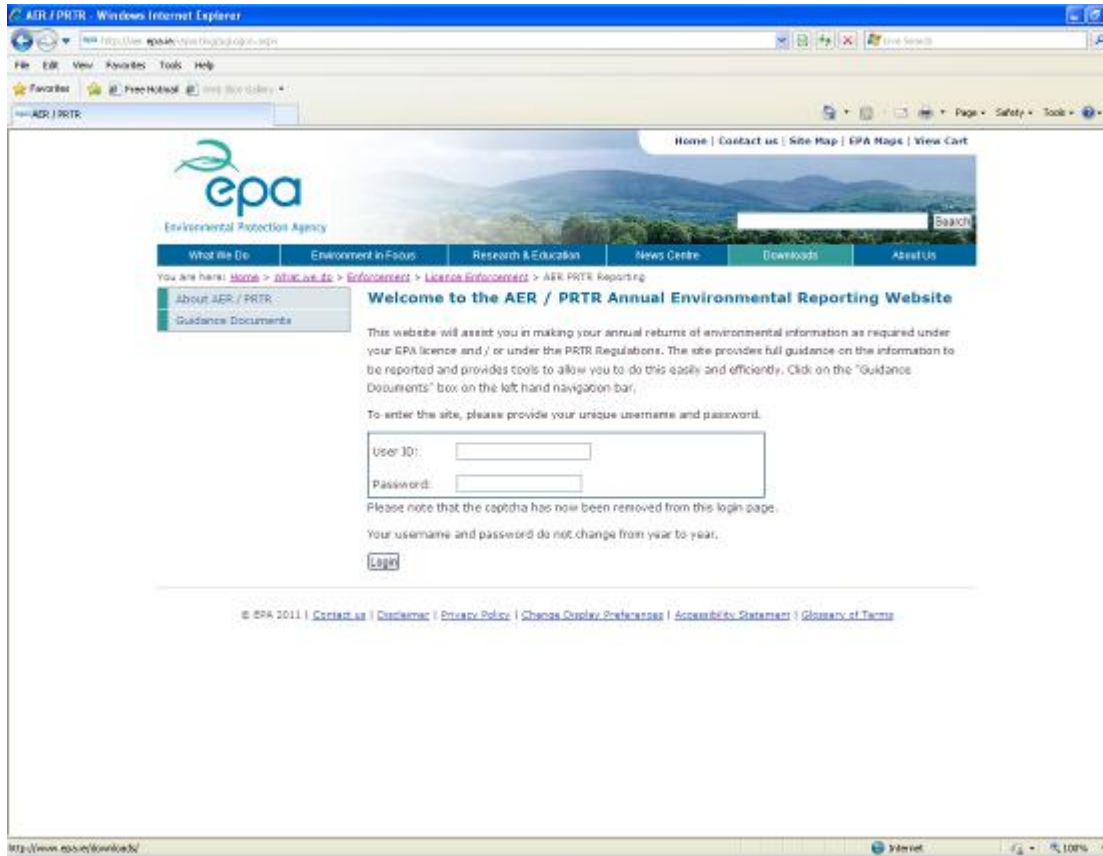 AER / PRTR - Windows Internet Explorer
File Edit View Favorites Tools Help
Favorites Free Hotmail
AER / PRTR Page Safety Tools
Home | Contact us | Site Map | EPA Maps | View Cart
epa
Environmental Protection Agency
Search
What We Do Environment in Focus Research & Education News Centre Downloads About Us
You are here: Home > what we do > Enforcement > Licence Enforcement > AER PRTR Reporting
About AER / PRTR
Guidance Documents
Welcome to the AER / PRTR Annual Environmental Reporting Website
This website will assist you in making your annual returns of environmental information as required under
your EPA licence and / or under the PRTR Regulations. The site provides full guidance on the information to
be reported and provides tools to allow you to do this easily and efficiently. Click on the "Guidance
Documents" box on the left hand navigation bar.
To enter the site, please provide your unique username and password.
User ID:
Password:
Please note that the captcha has now been removed from this login page.
Your username and password do not change from year to year.
Login
© EPA 2011 | Contact us | Disclaimer | Privacy Policy | Change Display Preferences | Accessibility Statement | Glossary of Terms
http://www.epa.ie/downloads/ Internet 100%